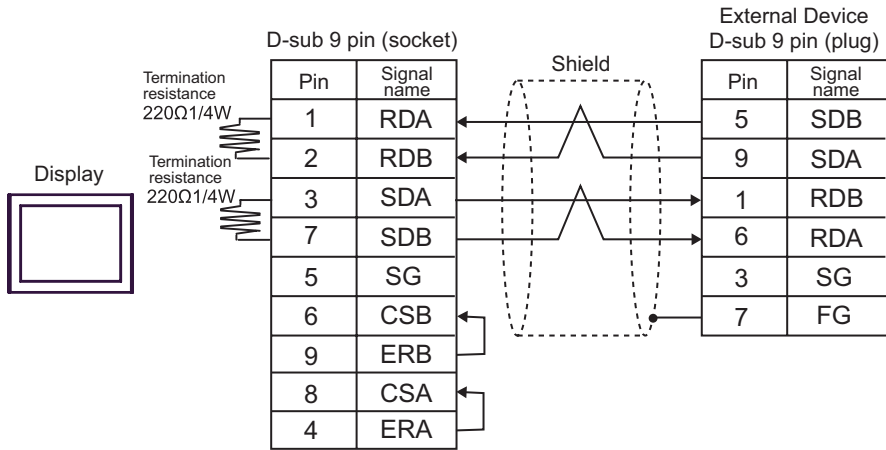 External Device
D-sub 9 pin (socket)
D-sub 9 pin (plug)
Shield
Termination
resistance
220Ω1/4W
Termination
resistance
220Ω1/4W
Display
Pin Signal name
1 RDA
2 RDB
3 SDA
7 SDB
5 SG
6 CSB
9 ERB
8 CSA
4 ERA
Pin Signal name
5 SDB
9 SDA
1 RDB
6 RDA
3 SG
7 FG